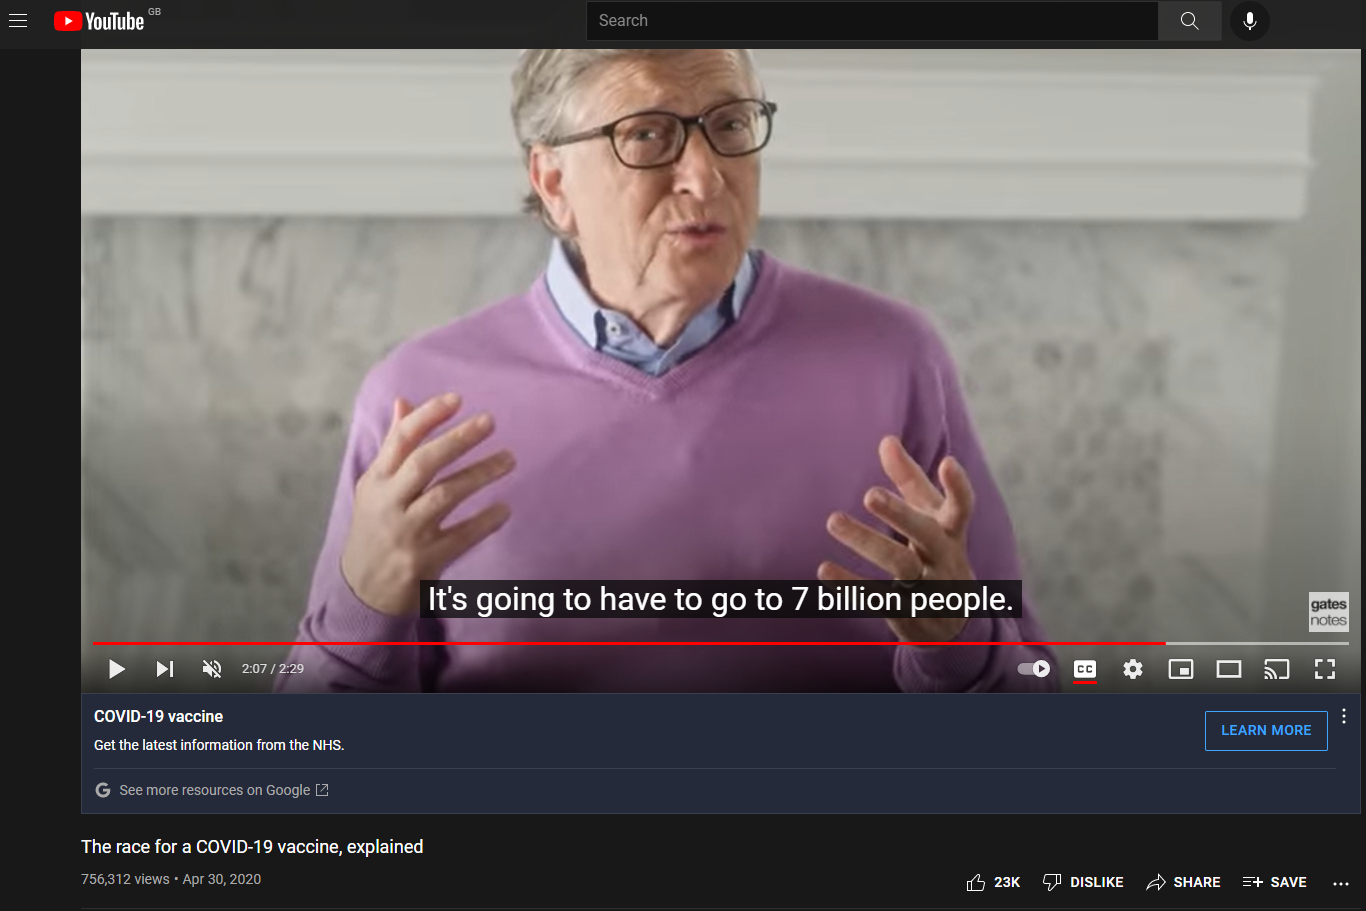 YouTube GB
Search
It's going to have to go to 7 billion people.
gates
notes
2:07 / 2:29
CC
COVID-19 vaccine
Get the latest information from the NHS.
LEARN MORE
G See more resources on Google
The race for a COVID-19 vaccine, explained
756,312 views • Apr 30, 2020
23K DISLIKE SHARE SAVE